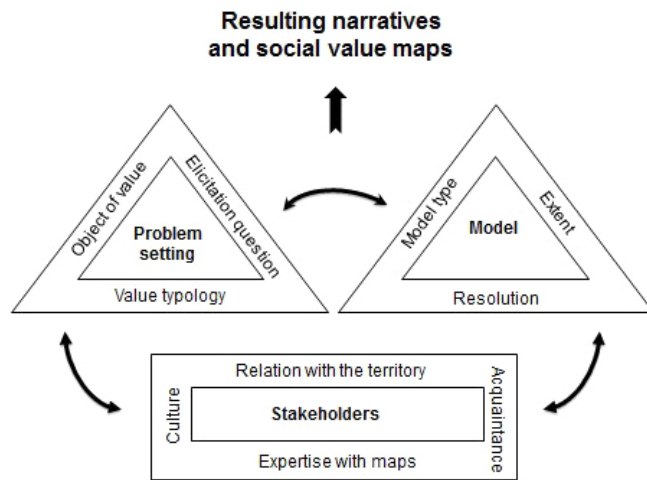 Resulting narratives
and social value maps
Object of value
Elicitation question
Problem
setting
Value typology
Model type
Extent
Model
Resolution
Relation with the territory
Culture
Stakeholders
Acquaintance
Expertise with maps